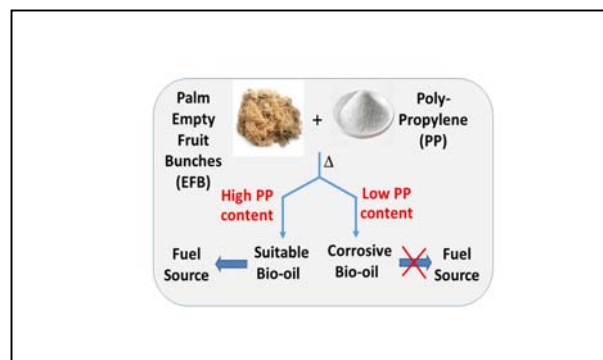 Palm
Empty
Fruit
Bunches
(EFB)
+
Poly-
Propylene
(PP)
Δ
High PP
content
Low PP
content
Fuel
Source
Suitable
Bio-oil
Corrosive
Bio-oil
Fuel
Source